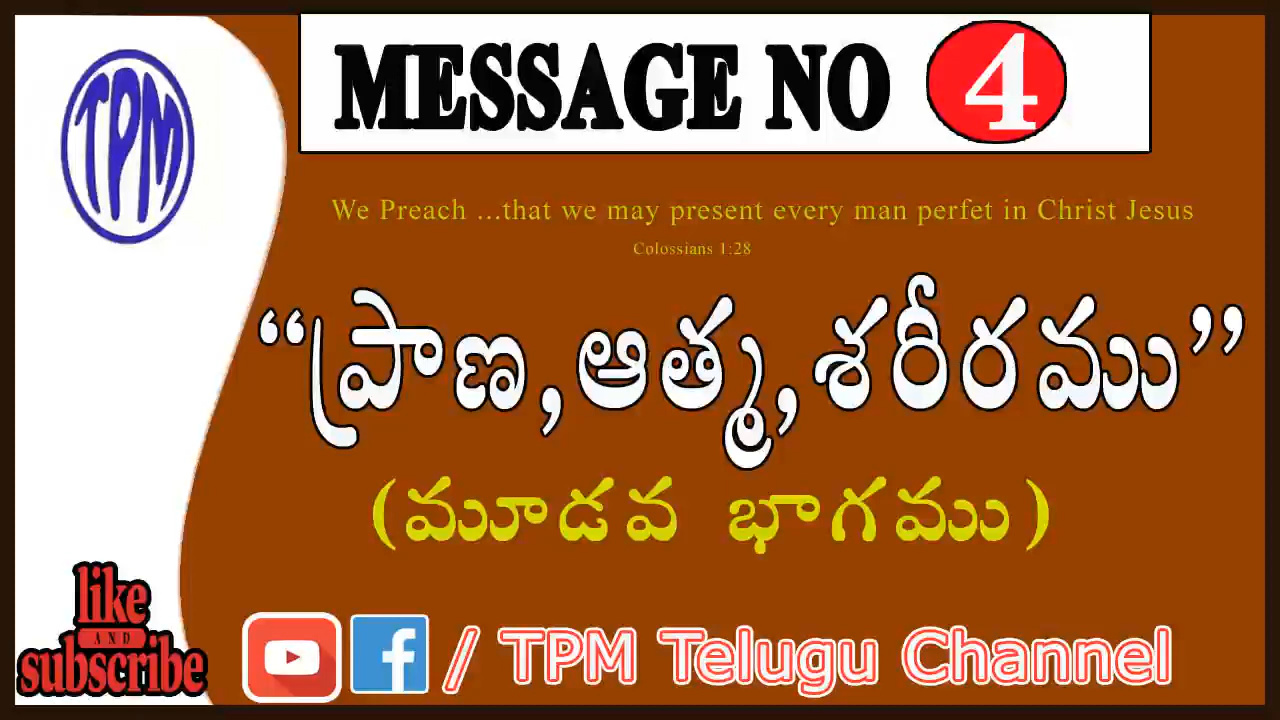 TPM
MESSAGE NO 4
We Preach ...that we may present every man perfet in Christ Jesus
Colossians 1:28
“ప్రాణ,ఆత్మ,శరీరము”
(మూడవ భాగము)
like
AND
subscribe
f / TPM Telugu Channel